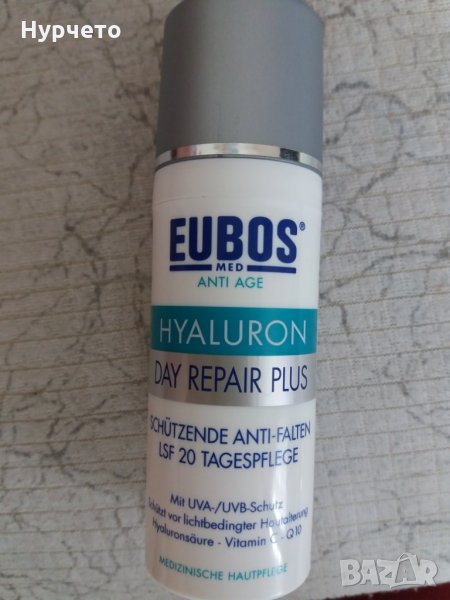 Нурчето
EUBOS®
MED
ANTI AGE
HYALURON
DAY REPAIR PLUS
SCHÜTZENDE ANTI-FALTEN
LSF 20 TAGESPFLEGE
Mit UVA-/UVB-Schutz
Schützt vor lichtbedingter Hautalterung
Hyaluronsäure - Vitamin C - Q10
MEDIZINISCHE HAUTPFLEGE
BAZAR